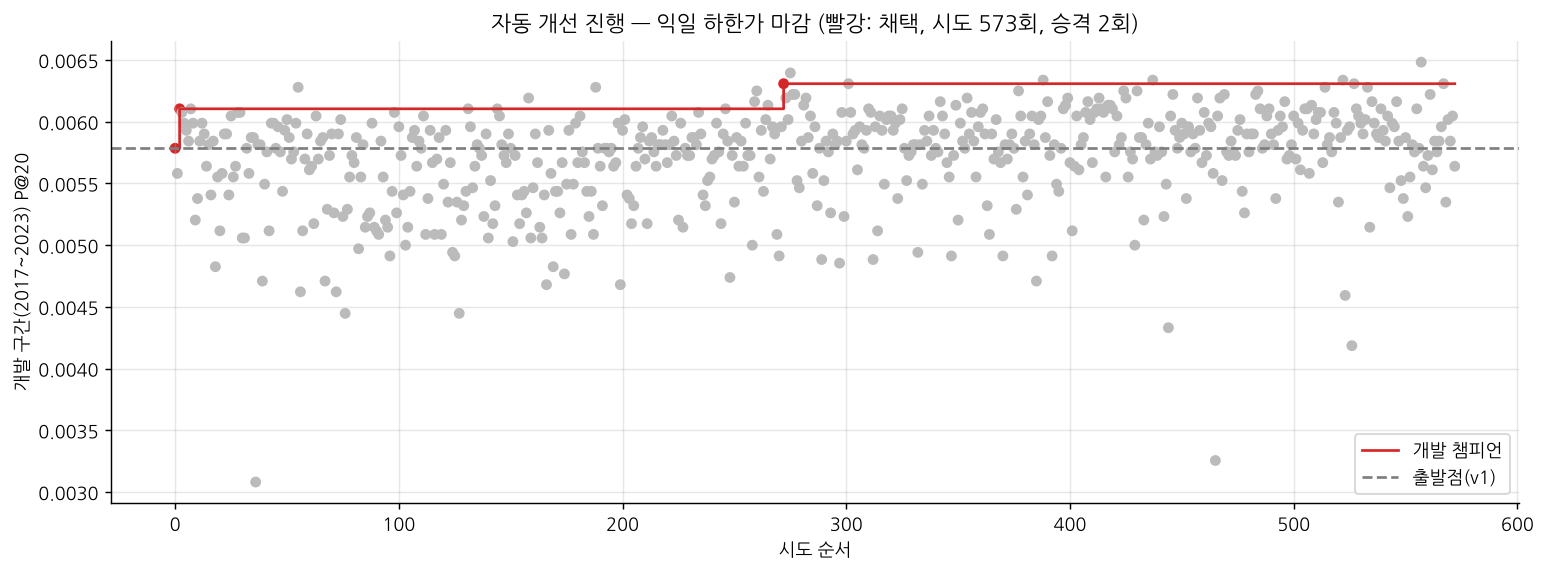 자동 개선 진행 — 익일 하한가 마감 (빨강: 채택, 시도 573회, 승격 2회)
개발 구간(2017~2023) P@20
0.0065
0.0060
0.0055
0.0050
0.0045
0.0040
0.0035
0.0030
개발 챔피언
출발점(v1)
0 100 200 300 400 500 600
시도 순서